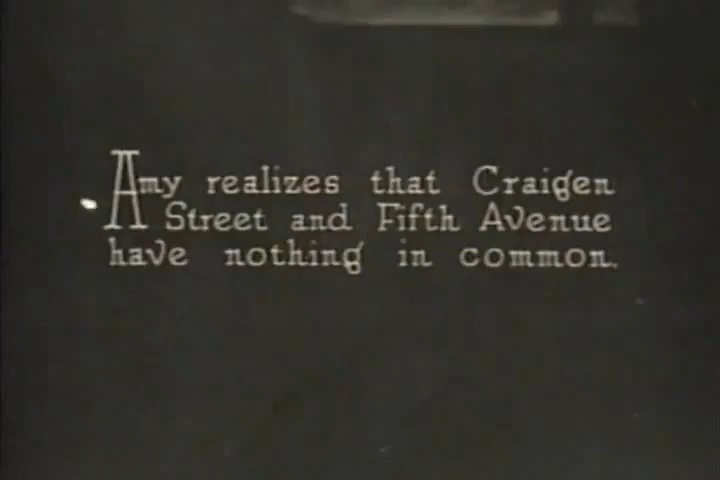 Amy realizes that Craigen
Street and Fifth Avenue
have nothing in common.